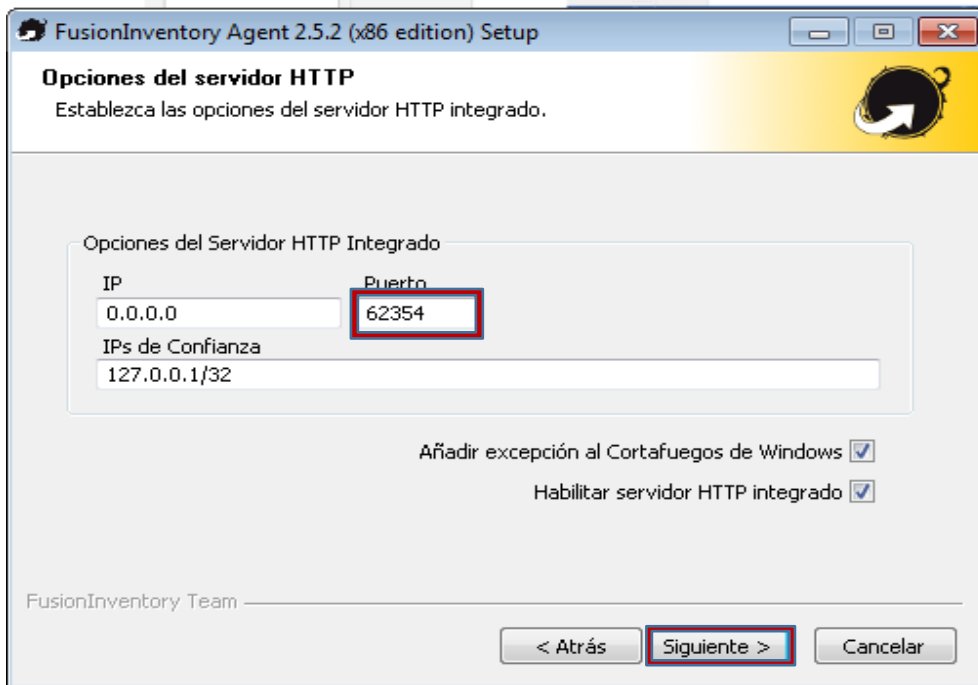 FusionInventory Agent 2.5.2 (x86 edition) Setup
Opciones del servidor HTTP
Establezca las opciones del servidor HTTP integrado.
Opciones del Servidor HTTP Integrado
IP Puerto
0.0.0.0 62354
IPs de Confianza
127.0.0.1/32
Añadir excepción al Cortafuegos de Windows
Habilitar servidor HTTP integrado
FusionInventory Team
< Atrás Siguiente > Cancelar